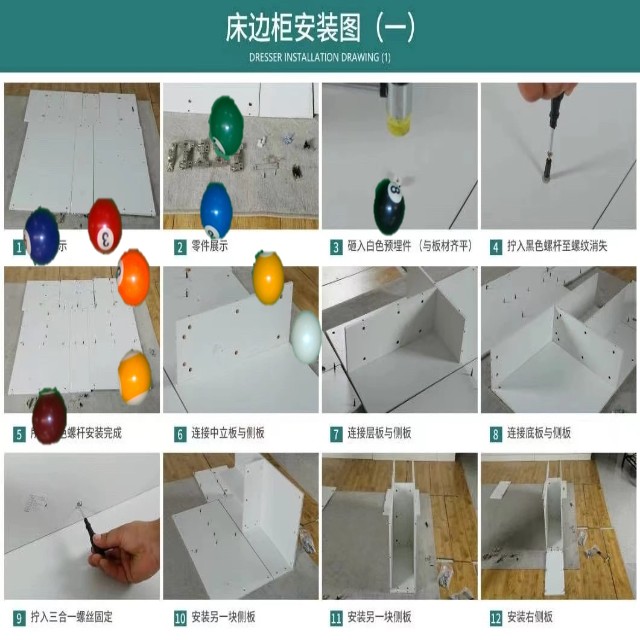 床边柜安装图（一）
DRESSER INSTALLATION DRAWING (1)
1 示
2 零件展示
3 砸入白色预埋件（与板材齐平）
4 拧入黑色螺杆至螺纹消失
5 色螺杆安装完成
6 连接中立板与侧板
7 连接层板与侧板
8 连接底板与侧板
9 拧入三合一螺丝固定
10 安装另一块侧板
11 安装另一块侧板
12 安装右侧板
3
8